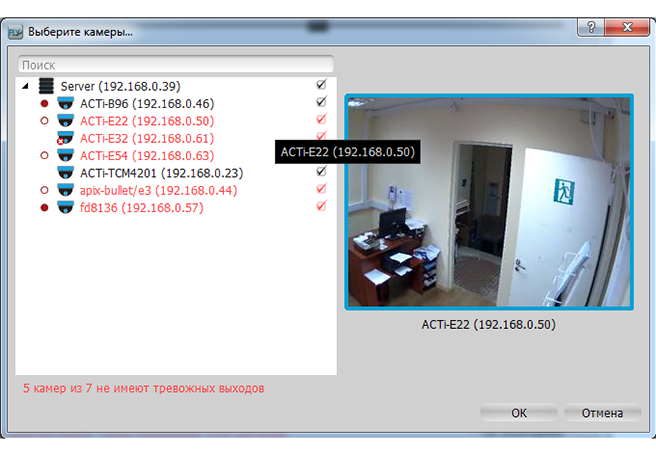 FLY Выберите камеры...
?
Поиск
Server (192.168.0.39)
ACTi-B96 (192.168.0.46)
ACTi-E22 (192.168.0.50)
ACTi-E32 (192.168.0.61)
ACTi-E54 (192.168.0.63)
ACTi-E22 (192.168.0.50)
ACTi-TCM4201 (192.168.0.23)
apix-bullet/e3 (192.168.0.44)
fd8136 (192.168.0.57)
ACTi-E22 (192.168.0.50)
5 камер из 7 не имеют тревожных выходов
OK Отмена